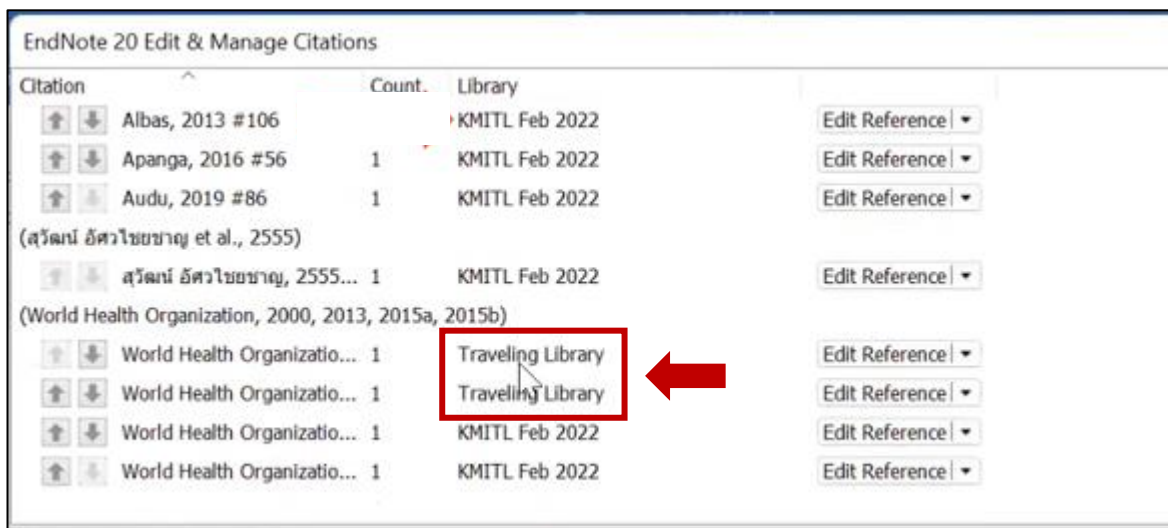 EndNote 20 Edit & Manage Citations
Citation Count. Library
Albas, 2013 #106 KMITL Feb 2022 Edit Reference
Apanga, 2016 #56 1 KMITL Feb 2022 Edit Reference
Audu, 2019 #86 1 KMITL Feb 2022 Edit Reference
(สุวัฒน์ อัศวไชยชาญ et al., 2555)
สุวัฒน์ อัศวไชยชาญ, 2555... 1 KMITL Feb 2022 Edit Reference
(World Health Organization, 2000, 2013, 2015a, 2015b)
World Health Organizatio... 1 Traveling Library Edit Reference
World Health Organizatio... 1 Traveling Library Edit Reference
World Health Organizatio... 1 KMITL Feb 2022 Edit Reference
World Health Organizatio... 1 KMITL Feb 2022 Edit Reference